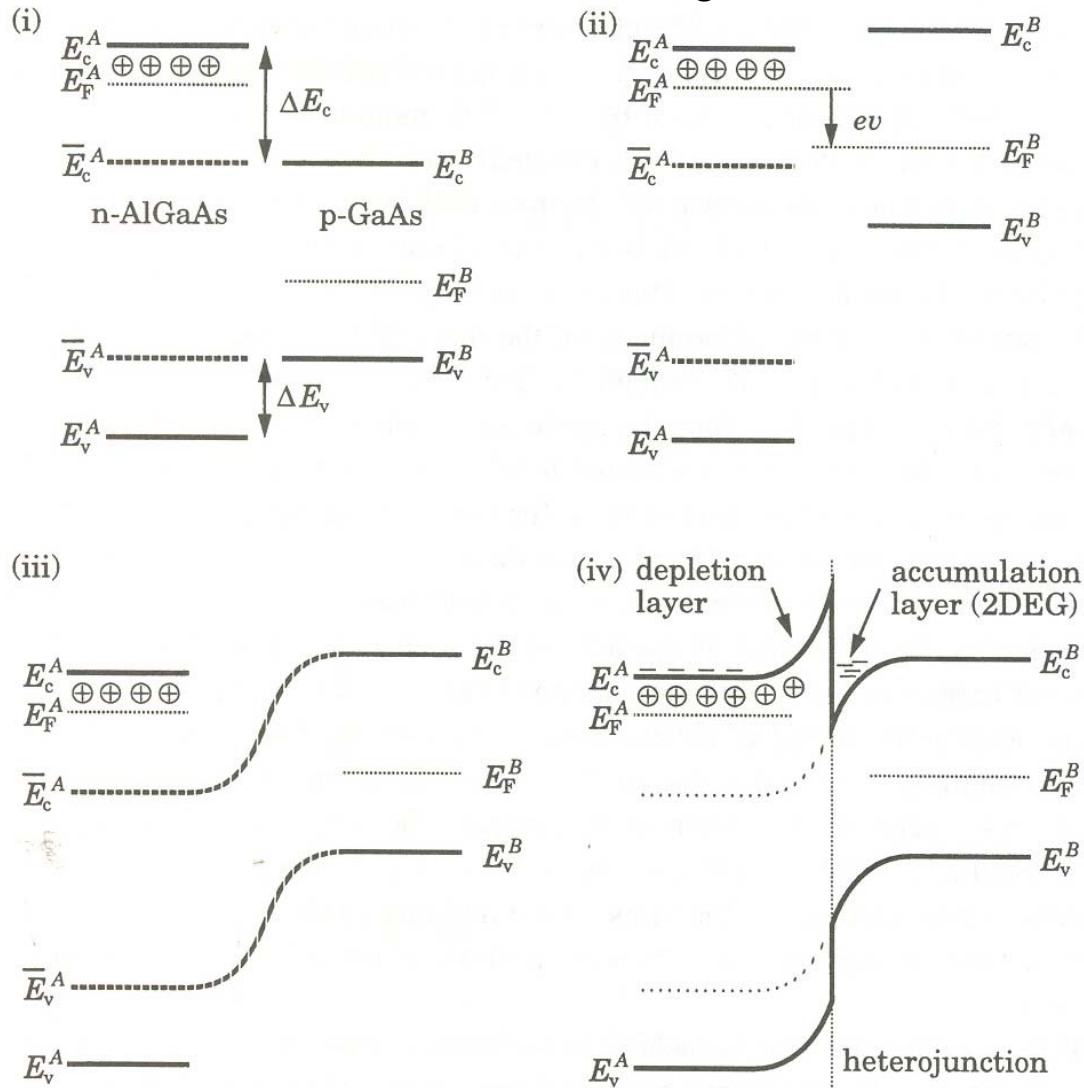 (i)
E_c^A
⊕ ⊕ ⊕ ⊕
E_F^A
ΔE_c
Ē_c^A
E_c^B
n-AlGaAs
p-GaAs
E_F^B
Ē_v^A
E_v^B
ΔE_v
E_v^A
(ii)
E_c^B
E_c^A
⊕ ⊕ ⊕ ⊕
E_F^A
ev
E_F^B
Ē_c^A
E_v^B
Ē_v^A
E_v^A
(iii)
E_c^A
⊕ ⊕ ⊕ ⊕
E_c^B
E_F^A
Ē_c^A
E_F^B
E_v^B
Ē_v^A
E_v^A
(iv) depletion
layer
accumulation
layer (2DEG)
E_c^A
⊕ ⊕ ⊕ ⊕ ⊕ ⊕
E_c^B
E_F^A
E_F^B
E_v^B
E_v^A
heterojunction